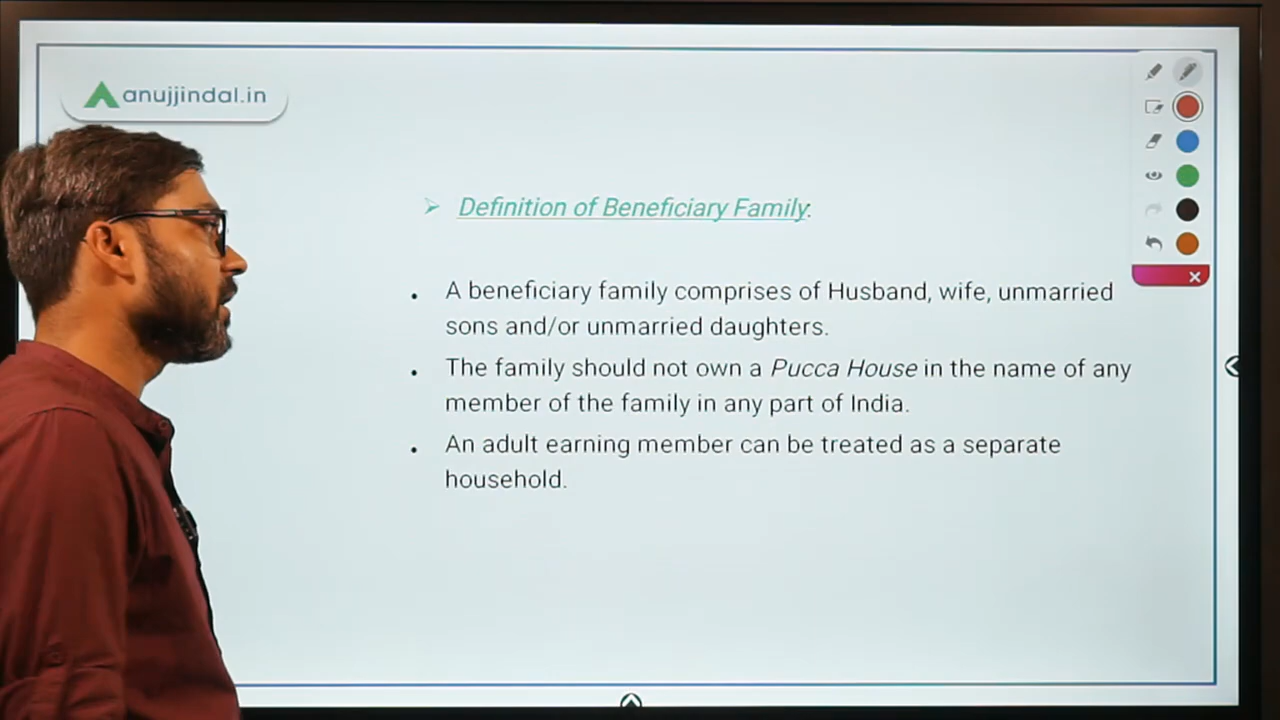 anujjindal.in
➢ Definition of Beneficiary Family:
• A beneficiary family comprises of Husband, wife, unmarried
sons and/or unmarried daughters.
• The family should not own a Pucca House in the name of any
member of the family in any part of India.
• An adult earning member can be treated as a separate
household.